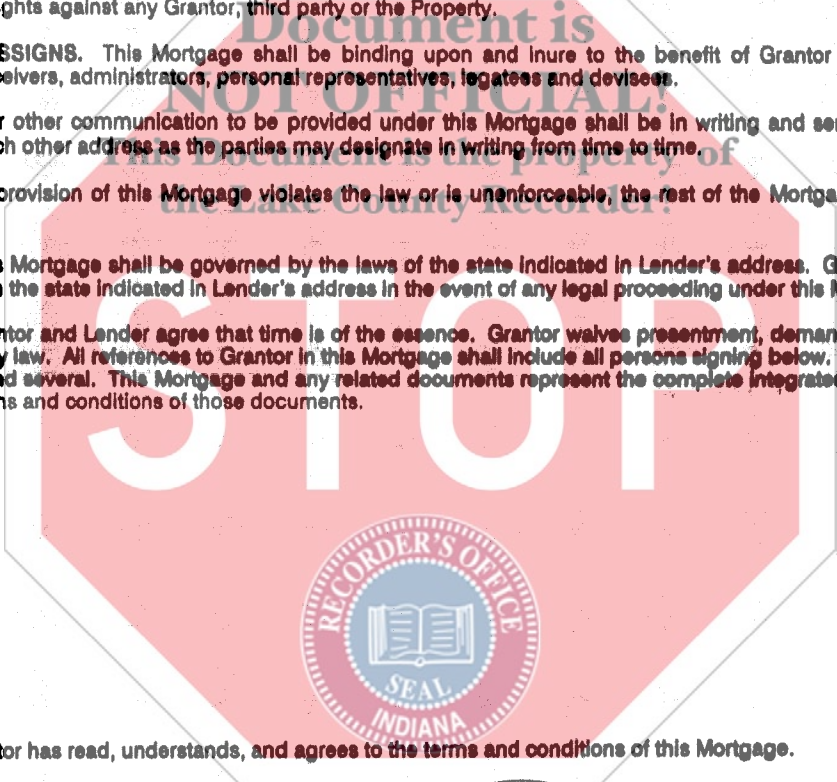 ghts against any Grantor, third party or the Property.
Document is
SSIGNS. This Mortgage shall be binding upon and inure to the benefit of Grantor
eivers, administrators, personal representatives, legatees and devisees.
NOT OFFICIAL!
r other communication to be provided under this Mortgage shall be in writing and se
ch other address as the parties may designate in writing from time to time.
This Document is the property of
provision of this Mortgage violates the law or is unenforceable, the rest of the Mortga
the Lake County Recorder!
s Mortgage shall be governed by the laws of the state indicated in Lender's address. G
n the state indicated in Lender's address in the event of any legal proceeding under this M
ntor and Lender agree that time is of the essence. Grantor waives presentment, deman
y law. All references to Grantor in this Mortgage shall include all persons signing below.
nd several. This Mortgage and any related documents represent the complete integrated
ns and conditions of those documents.
STOP
RECORDER'S OFFICE
SEAL
INDIANA
tor has read, understands, and agrees to the terms and conditions of this Mortgage.